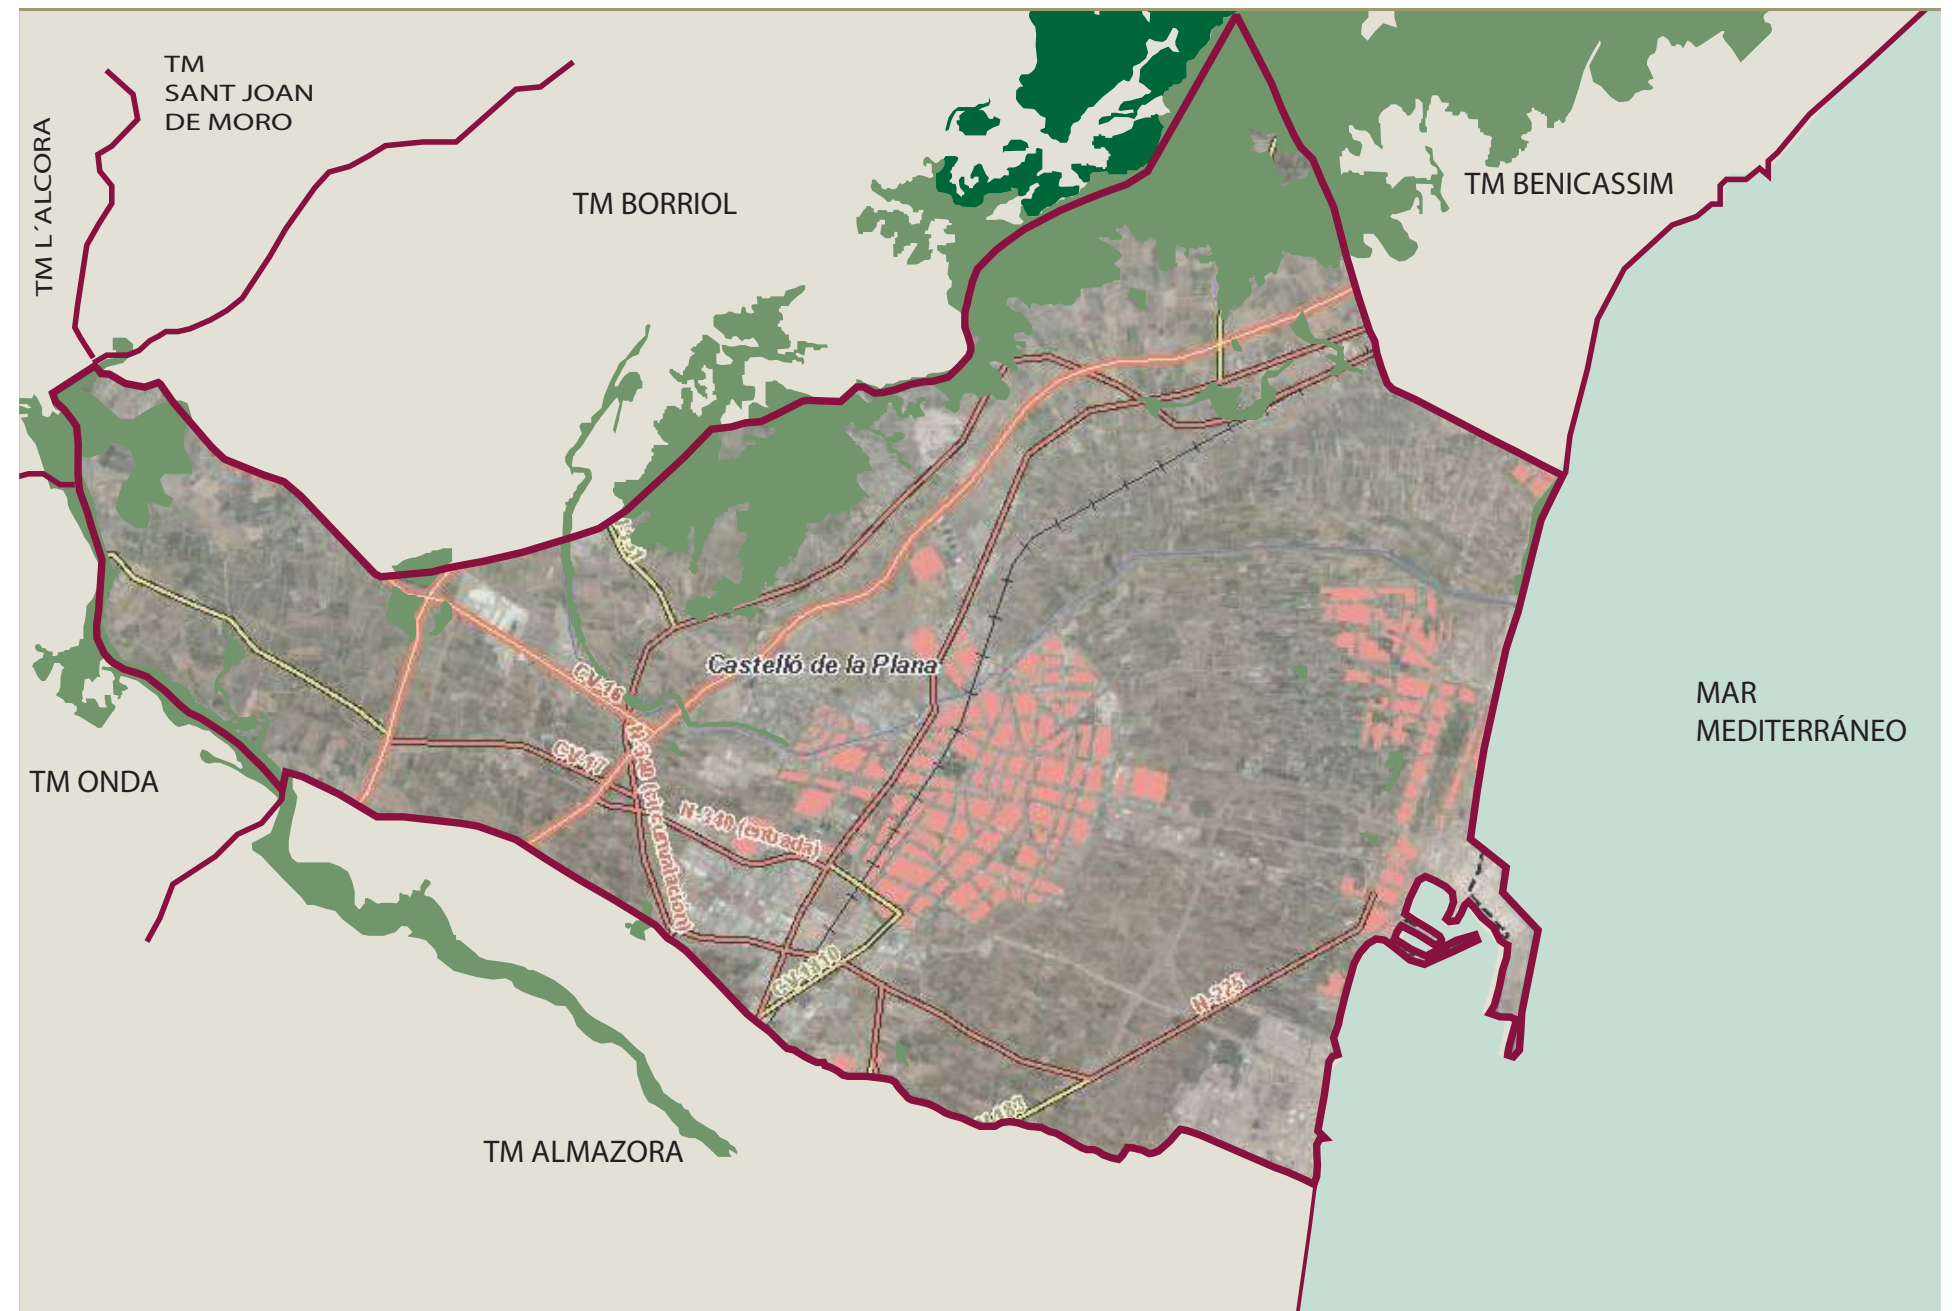 TM
SANT JOAN
DE MORO
TM L´ALCORA
TM BORRIOL
TM BENICASSIM
Castelló de la Plana
CV-16
CV-17
N-340 (circunvalación)
N-340 (entrada)
MAR
MEDITERRÁNEO
TM ONDA
CV-1410
N-225
TM ALMAZORA